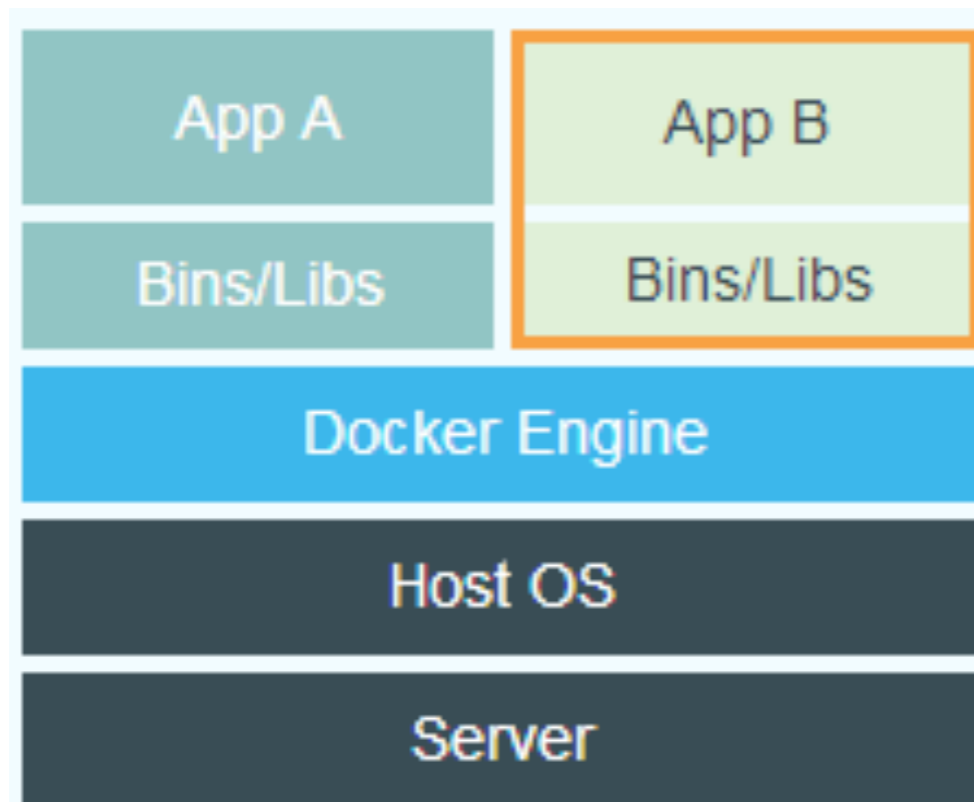 App A
App B
Bins/Libs
Bins/Libs
Docker Engine
Host OS
Server